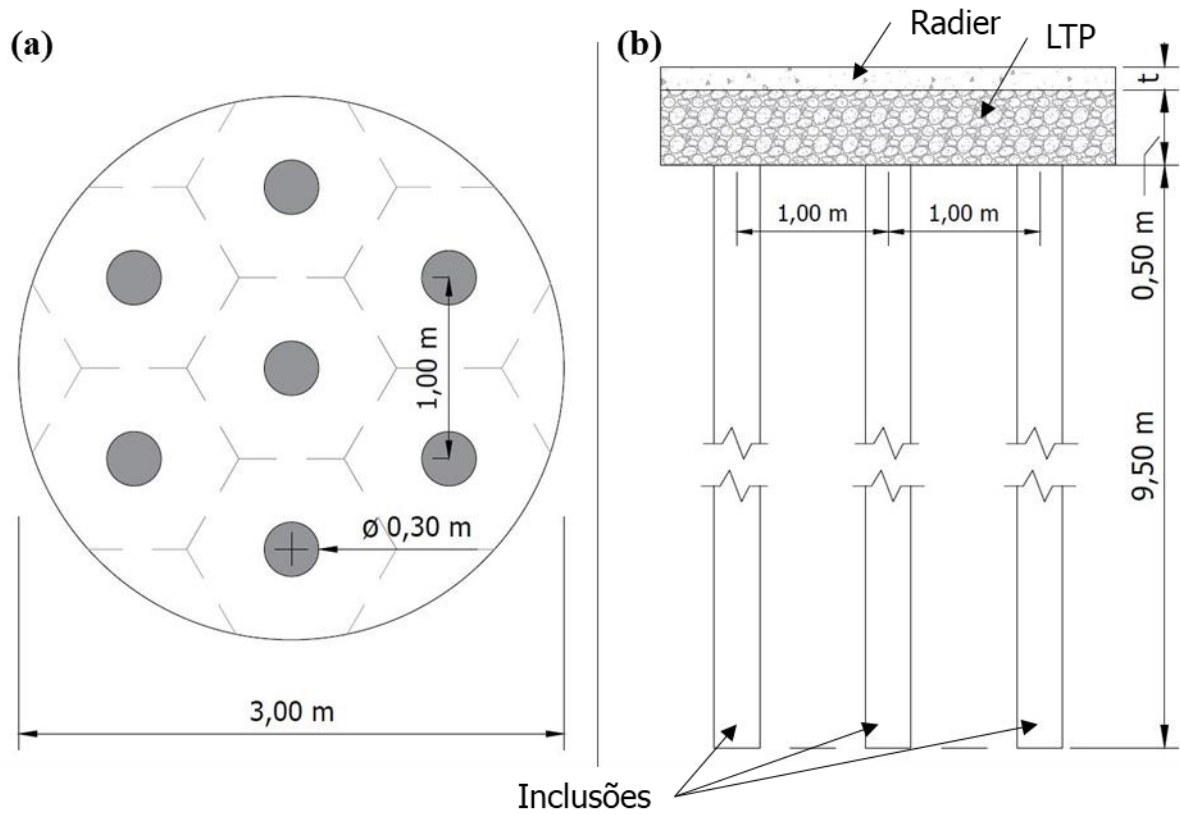 (a)
1,00 m
ø 0,30 m
3,00 m
(b)
Radier
LTP
t
1,00 m
1,00 m
0,50 m
9,50 m
Inclusões